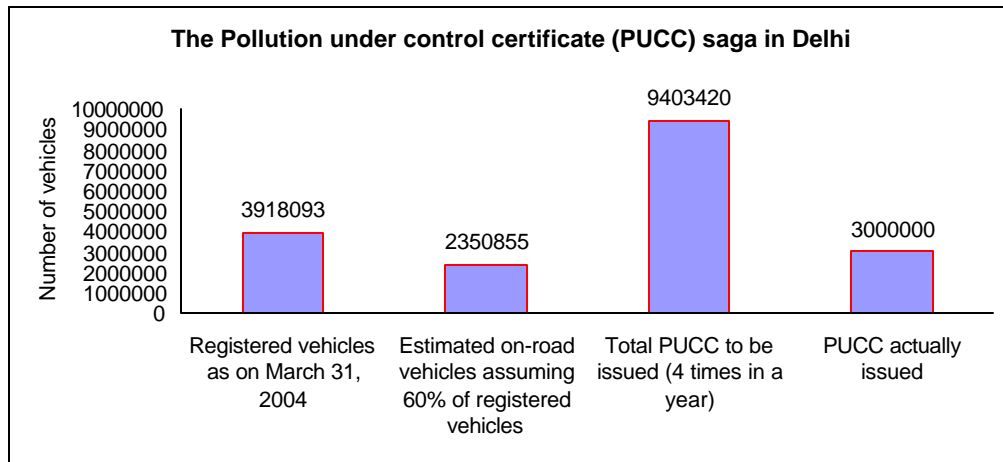 The Pollution under control certificate (PUCC) saga in Delhi
Number of vehicles
10000000
9000000
8000000
7000000
6000000
5000000
4000000
3000000
2000000
1000000
0
3918093
2350855
9403420
3000000
Registered vehicles
as on March 31,
2004
Estimated on-road
vehicles assuming
60% of registered
vehicles
Total PUCC to be
issued (4 times in a
year)
PUCC actually
issued